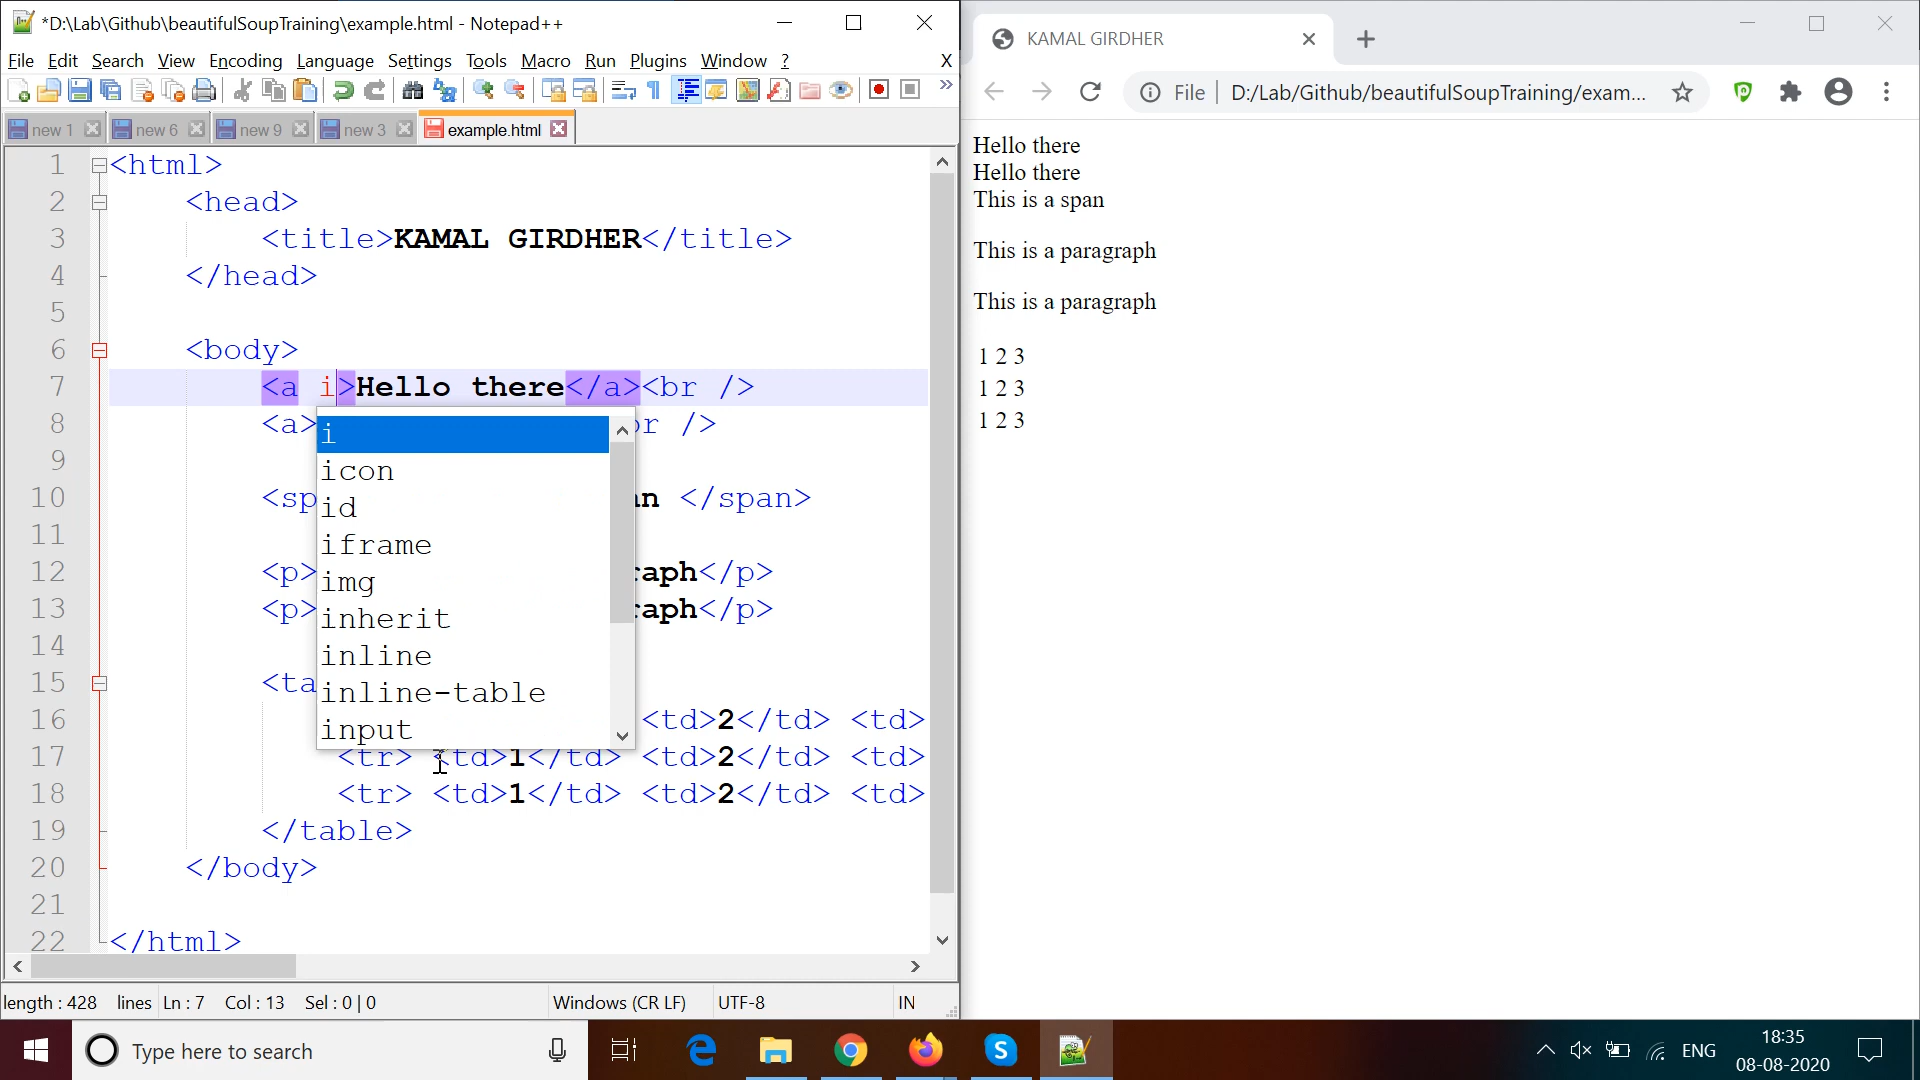 *D:\Lab\Github\beautifulSoupTraining\example.html - Notepad++
File Edit Search View Encoding Language Settings Tools Macro Run Plugins Window ? X
new 1 new 6 new 9 new 3 example.html
1 <html>
2 <head>
3 <title>KAMAL GIRDHER</title>
4 </head>
5
6 <body>
7 <a i>Hello there</a><br />
8 <a> r />
9
10 <sp n </span>
11
12 <p> aph</p>
13 <p> aph</p>
14
15 <ta
16 <td>2</td> <td>
17 <tr> <td>1</td> <td>2</td> <td>
18 <tr> <td>1</td> <td>2</td> <td>
19 </table>
20 </body>
21
22 </html>
i
icon
id
iframe
img
inherit
inline
inline-table
input
length : 428 lines Ln : 7 Col : 13 Sel : 0 | 0 Windows (CR LF) UTF-8 IN
KAMAL GIRDHER
File D:/Lab/Github/beautifulSoupTraining/exam...
Hello there
Hello there
This is a span
This is a paragraph
This is a paragraph
1 2 3
1 2 3
1 2 3
Type here to search
ENG
18:35
08-08-2020